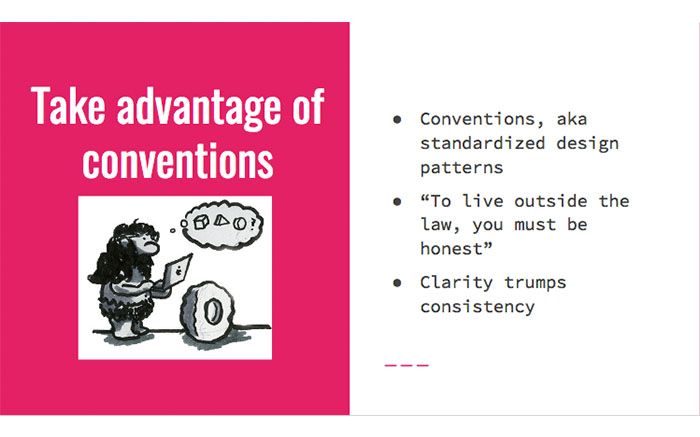 Take advantage of
conventions
?
● Conventions, aka
standardized design
patterns
● “To live outside the
law, you must be
honest”
● Clarity trumps
consistency